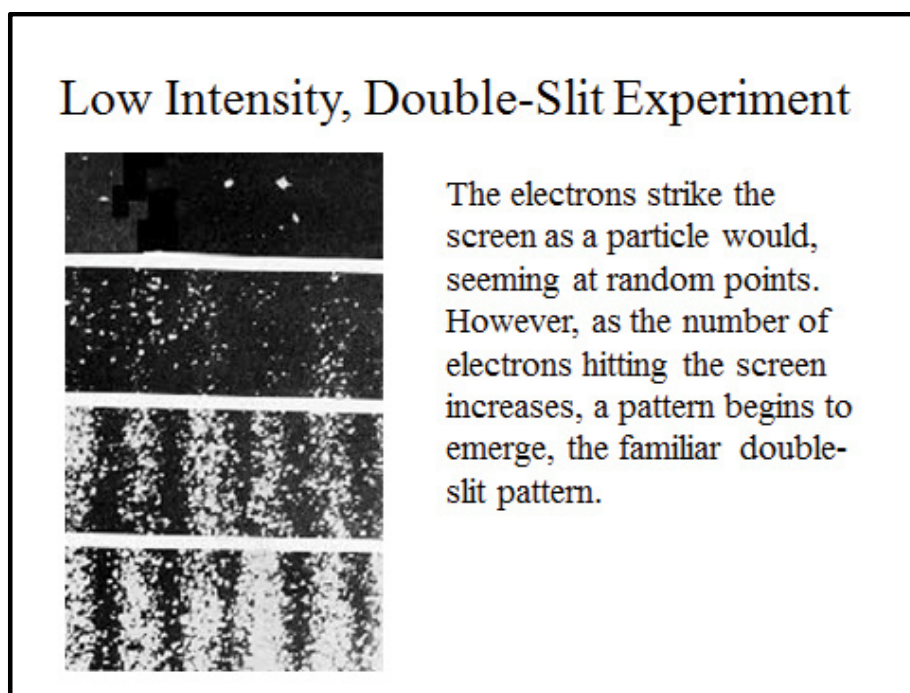 Low Intensity, Double-Slit Experiment
The electrons strike the
screen as a particle would,
seeming at random points.
However, as the number of
electrons hitting the screen
increases, a pattern begins to
emerge, the familiar double-
slit pattern.